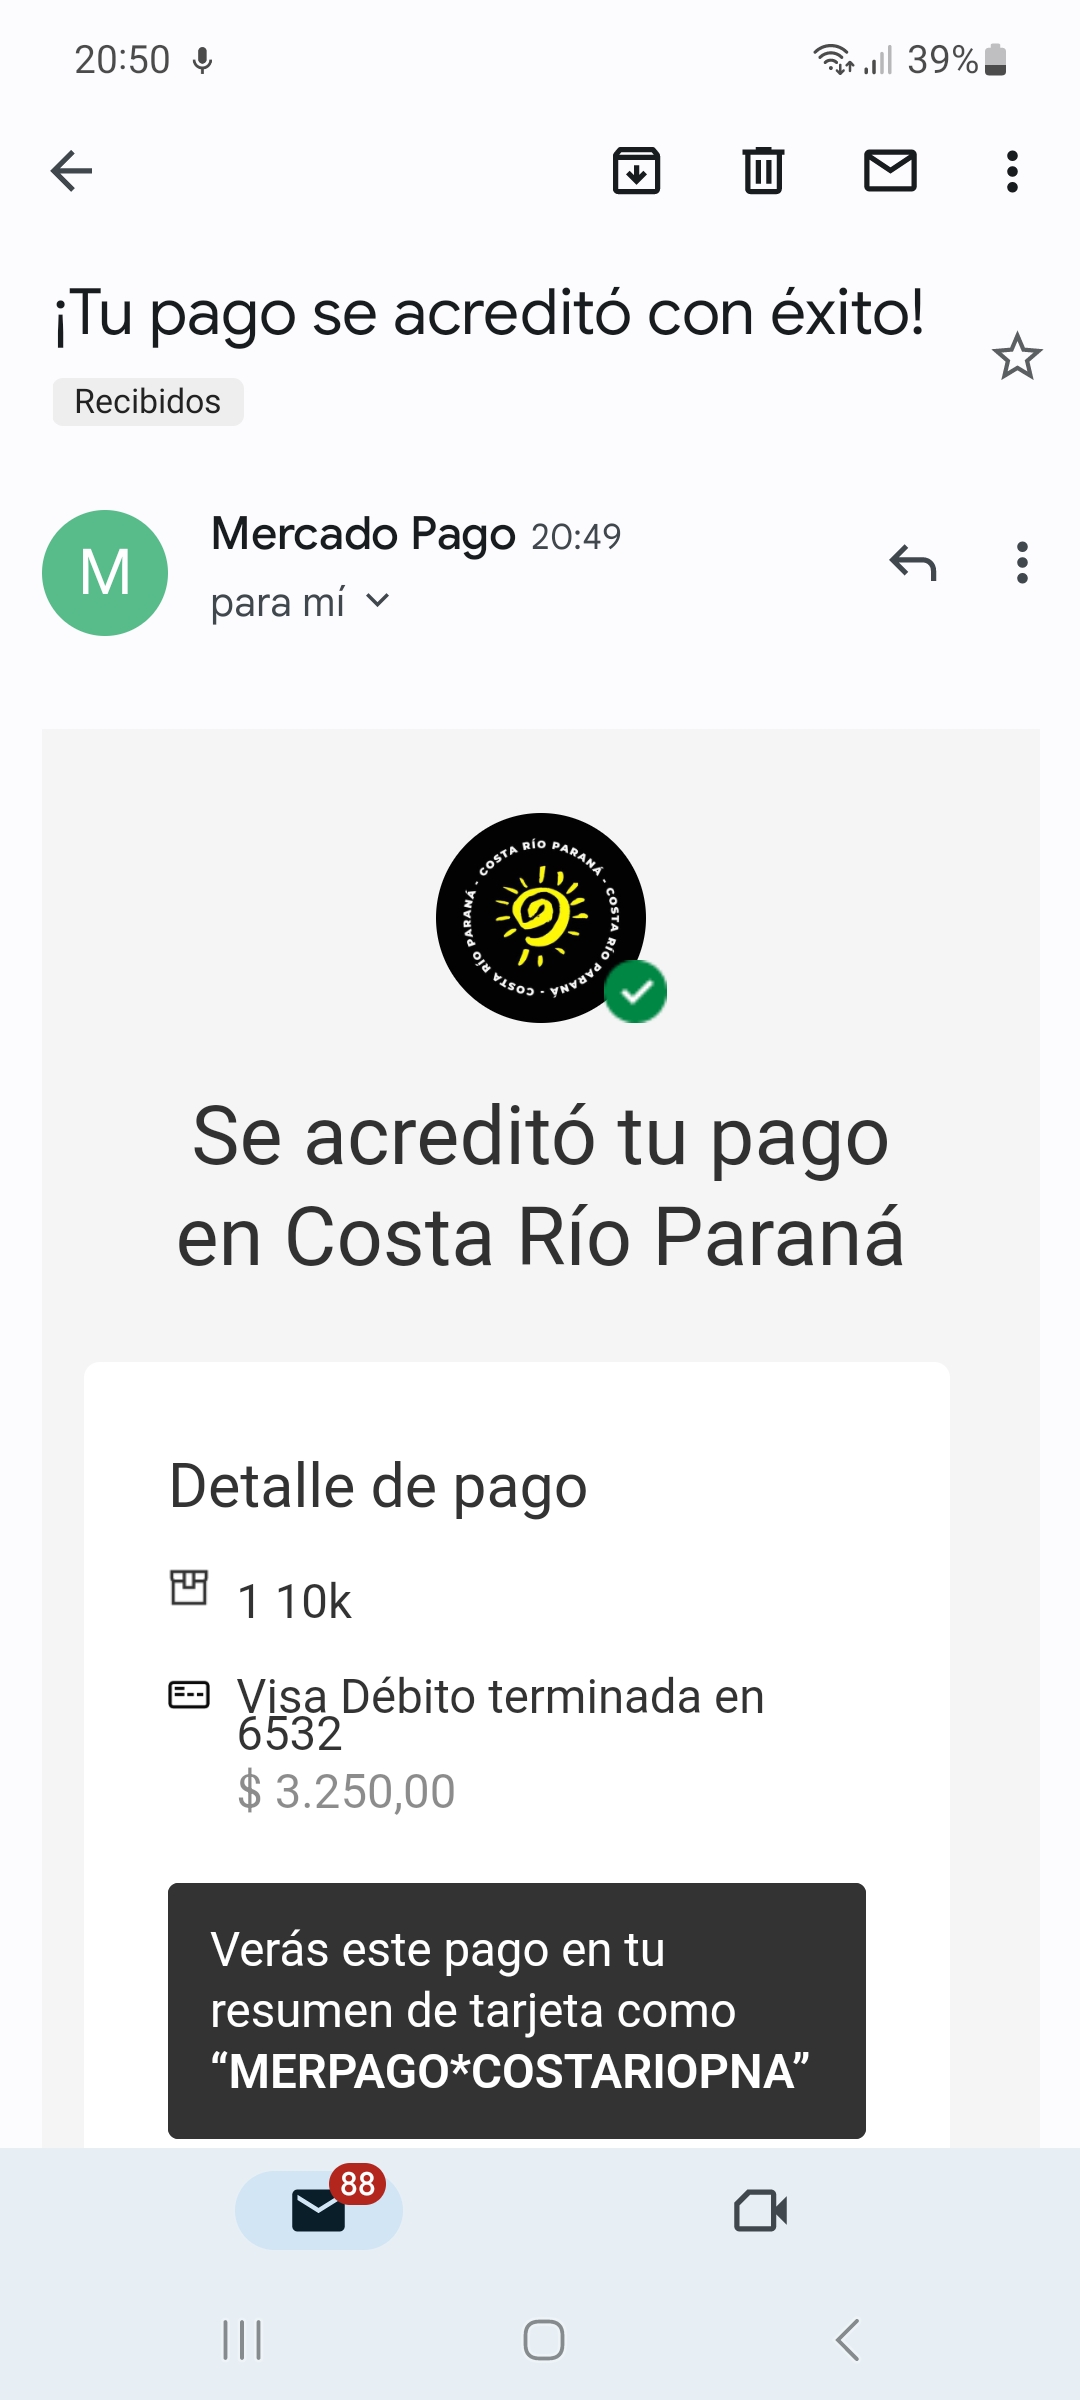 20:50
39%
¡Tu pago se acreditó con éxito!
Recibidos
M
Mercado Pago 20:49
para mí
COSTA RÍO PARANÁ - COSTA RÍO PARANÁ - COSTA RÍO PARANÁ -
Se acreditó tu pago
en Costa Río Paraná
Detalle de pago
1 10k
Visa Débito terminada en
6532
$ 3.250,00
Verás este pago en tu
resumen de tarjeta como
“MERPAGO*COSTARIOPNA”
88